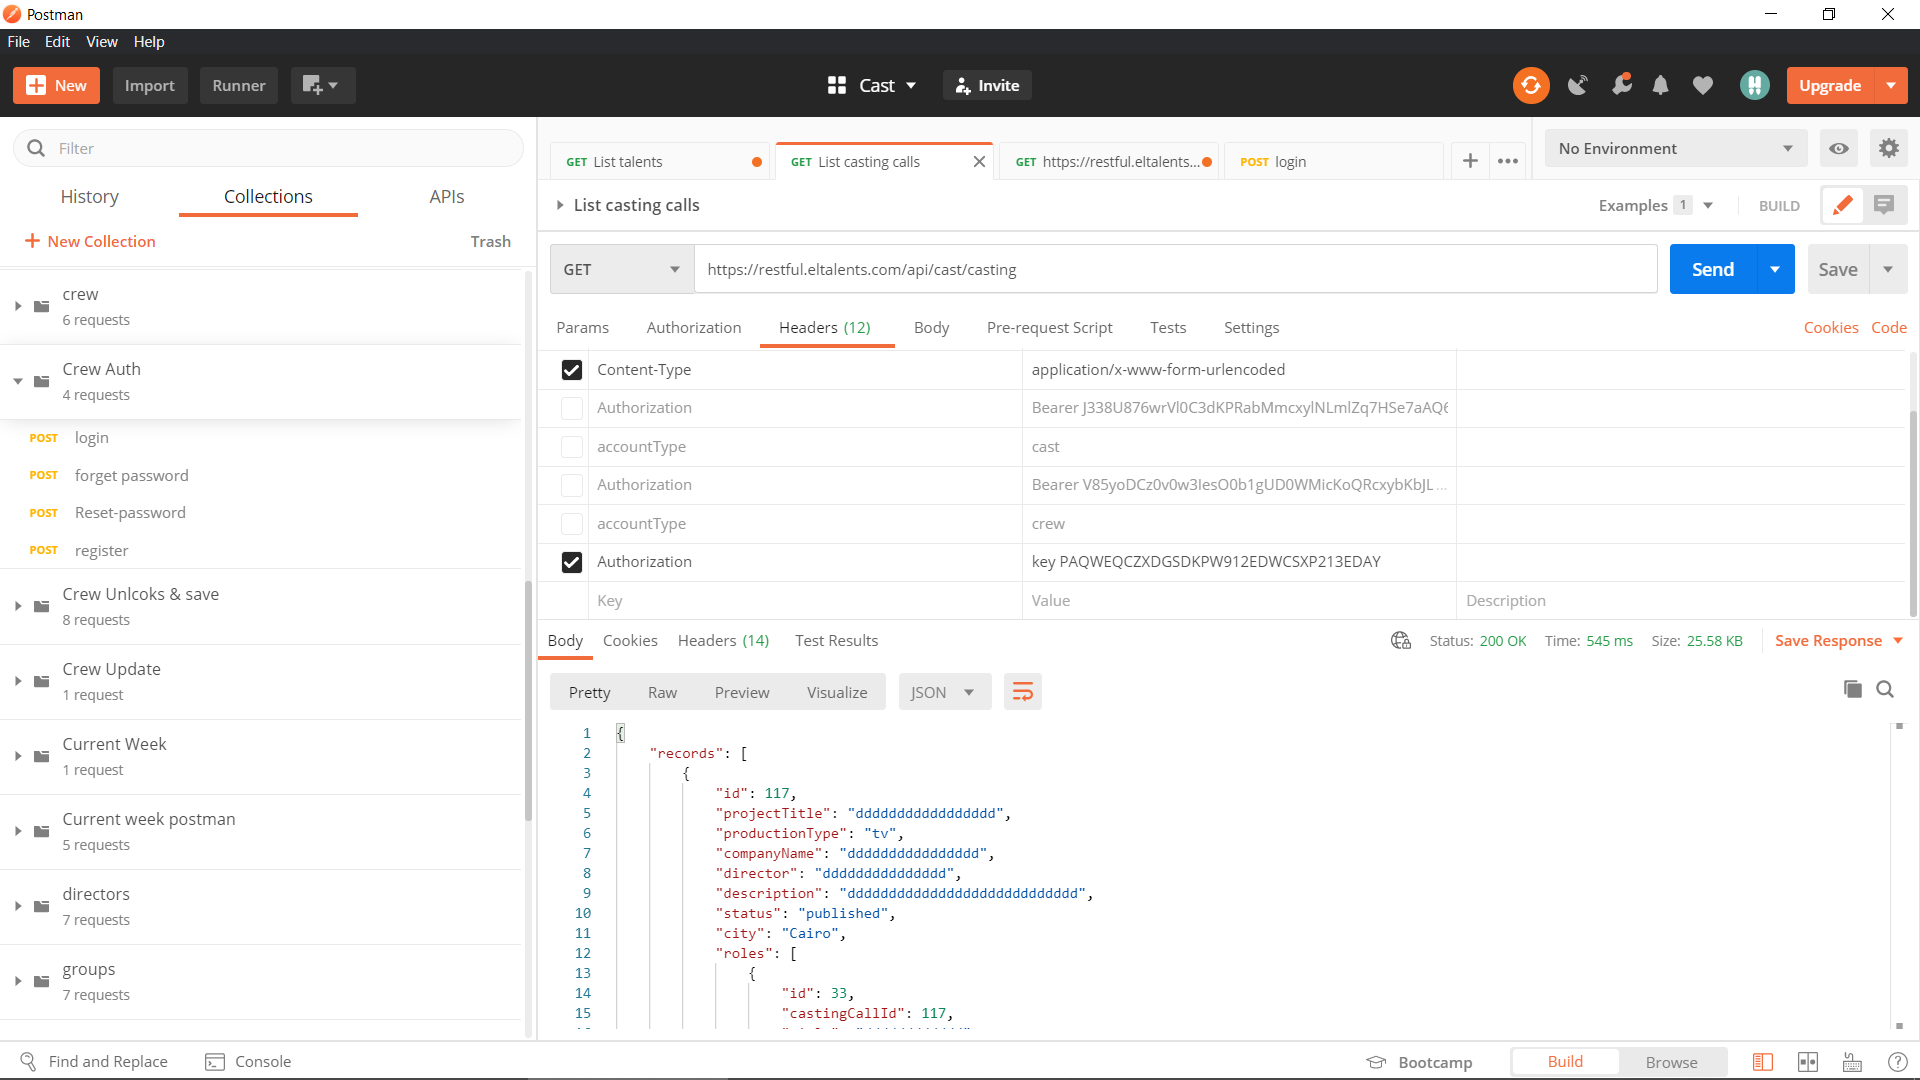 Postman
File Edit View Help
New Import Runner Cast Invite Upgrade
Filter
History Collections APIs
New Collection Trash
crew
6 requests
Crew Auth
4 requests
POST login
POST forget password
POST Reset-password
POST register
Crew Unlcoks & save
8 requests
Crew Update
1 request
Current Week
1 request
Current week postman
5 requests
directors
7 requests
groups
7 requests
GET List talents GET List casting calls GET https://restful.eltalents... POST login
No Environment
List casting calls Examples 1 BUILD
GET https://restful.eltalents.com/api/cast/casting Send Save
Params Authorization Headers (12) Body Pre-request Script Tests Settings Cookies Code
Content-Type application/x-www-form-urlencoded
Authorization Bearer
accountType cast
Authorization Bearer
accountType crew
Authorization key PAQWEQCZXDGSDKPW912EDWCSXP213EDAY
Key Value Description
Body Cookies Headers (14) Test Results Status: 200 OK Time: 545 ms Size: 25.58 KB Save Response
Pretty Raw Preview Visualize JSON
1 {
2 "records": [
3 {
4 "id": 117,
5 "projectTitle": "ddddddddddddddddd",
6 "productionType": "tv",
7 "companyName": "dddddddddddddddd",
8 "director": "ddddddddddddddd",
9 "description": "dddddddddddddddddddddddddddd",
10 "status": "published",
11 "city": "Cairo",
12 "roles": [
13 {
14 "id": 33,
15 "castingCallId": 117,
Find and Replace Console Bootcamp Build Browse